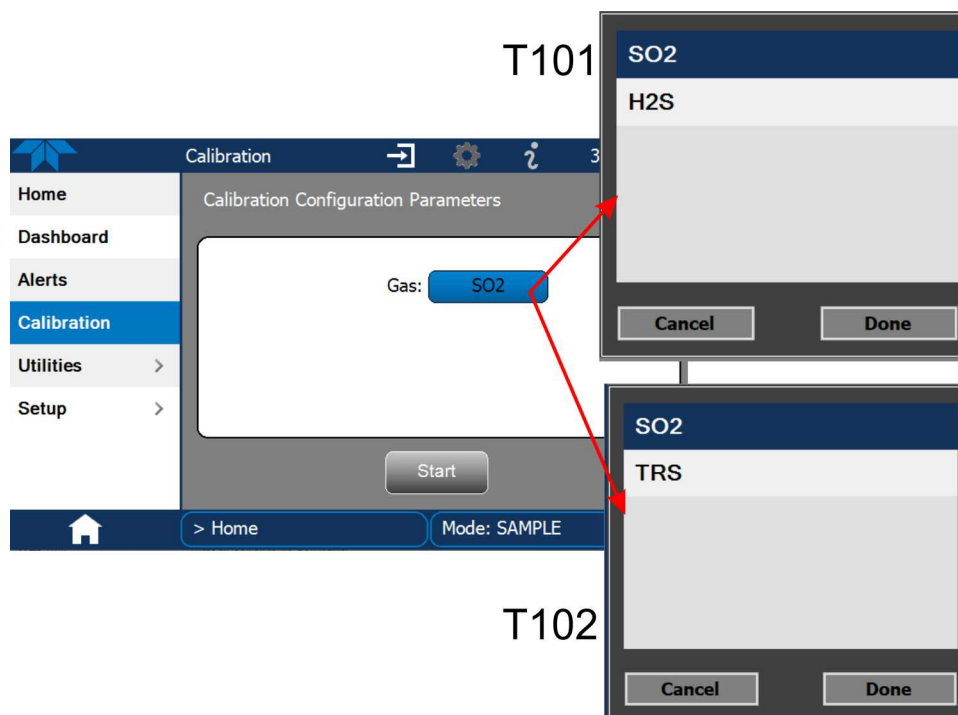 T101
SO2
H2S
Cancel Done
Calibration 3
Home
Dashboard
Alerts
Calibration
Utilities >
Setup >
Calibration Configuration Parameters
Gas: SO2
Start
> Home Mode: SAMPLE
T102
SO2
TRS
Cancel Done